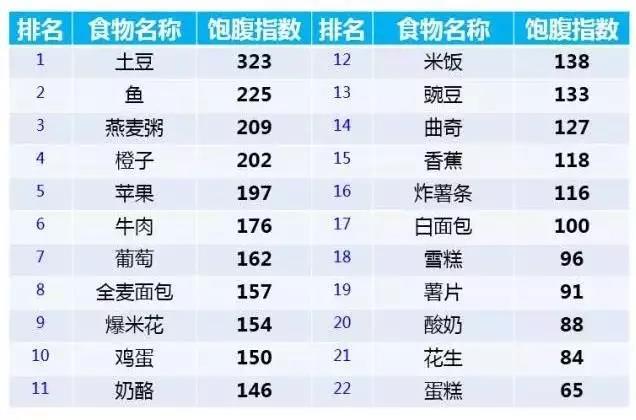 排名 食物名称 饱腹指数 排名 食物名称 饱腹指数
1 土豆 323 12 米饭 138
2 鱼 225 13 豌豆 133
3 燕麦粥 209 14 曲奇 127
4 橙子 202 15 香蕉 118
5 苹果 197 16 炸薯条 116
6 牛肉 176 17 白面包 100
7 葡萄 162 18 雪糕 96
8 全麦面包 157 19 薯片 91
9 爆米花 154 20 酸奶 88
10 鸡蛋 150 21 花生 84
11 奶酪 146 22 蛋糕 65